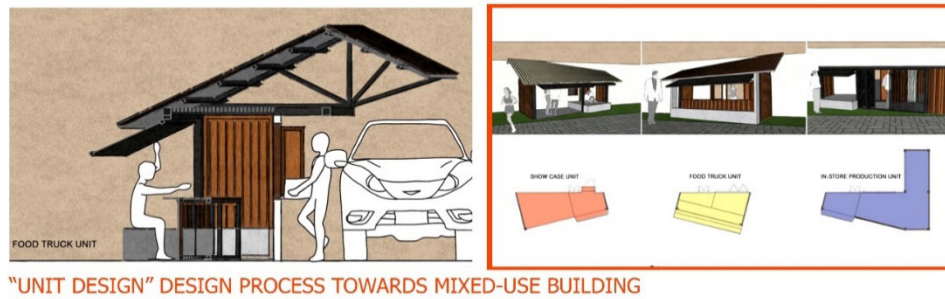 FOOD TRUCK UNIT
SHOW CASE UNIT
FOOD TRUCK UNIT
IN-STORE PRODUCTION UNIT
“UNIT DESIGN” DESIGN PROCESS TOWARDS MIXED-USE BUILDING